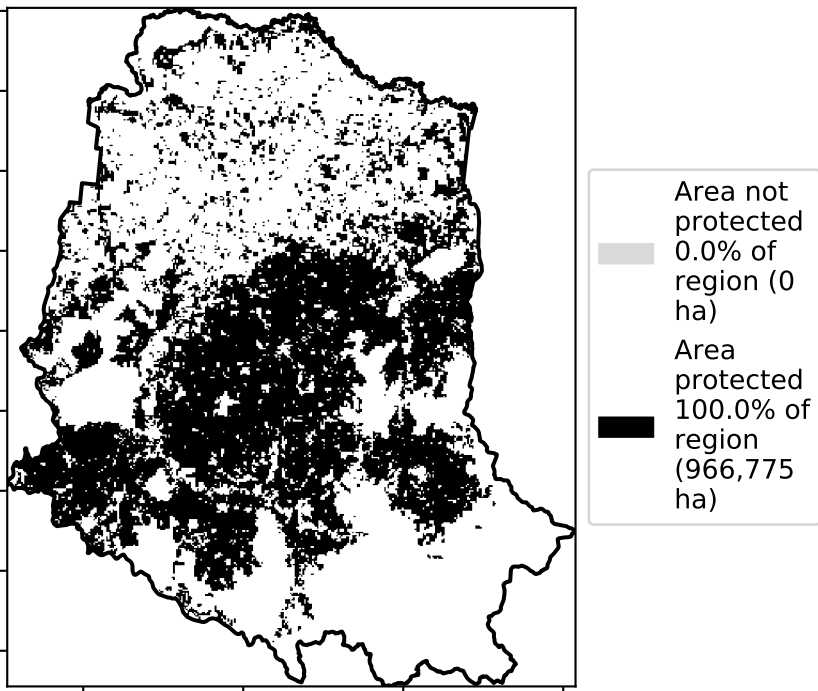 Area not
protected
0.0% of
region (0
ha)
Area
protected
100.0% of
region
(966,775
ha)